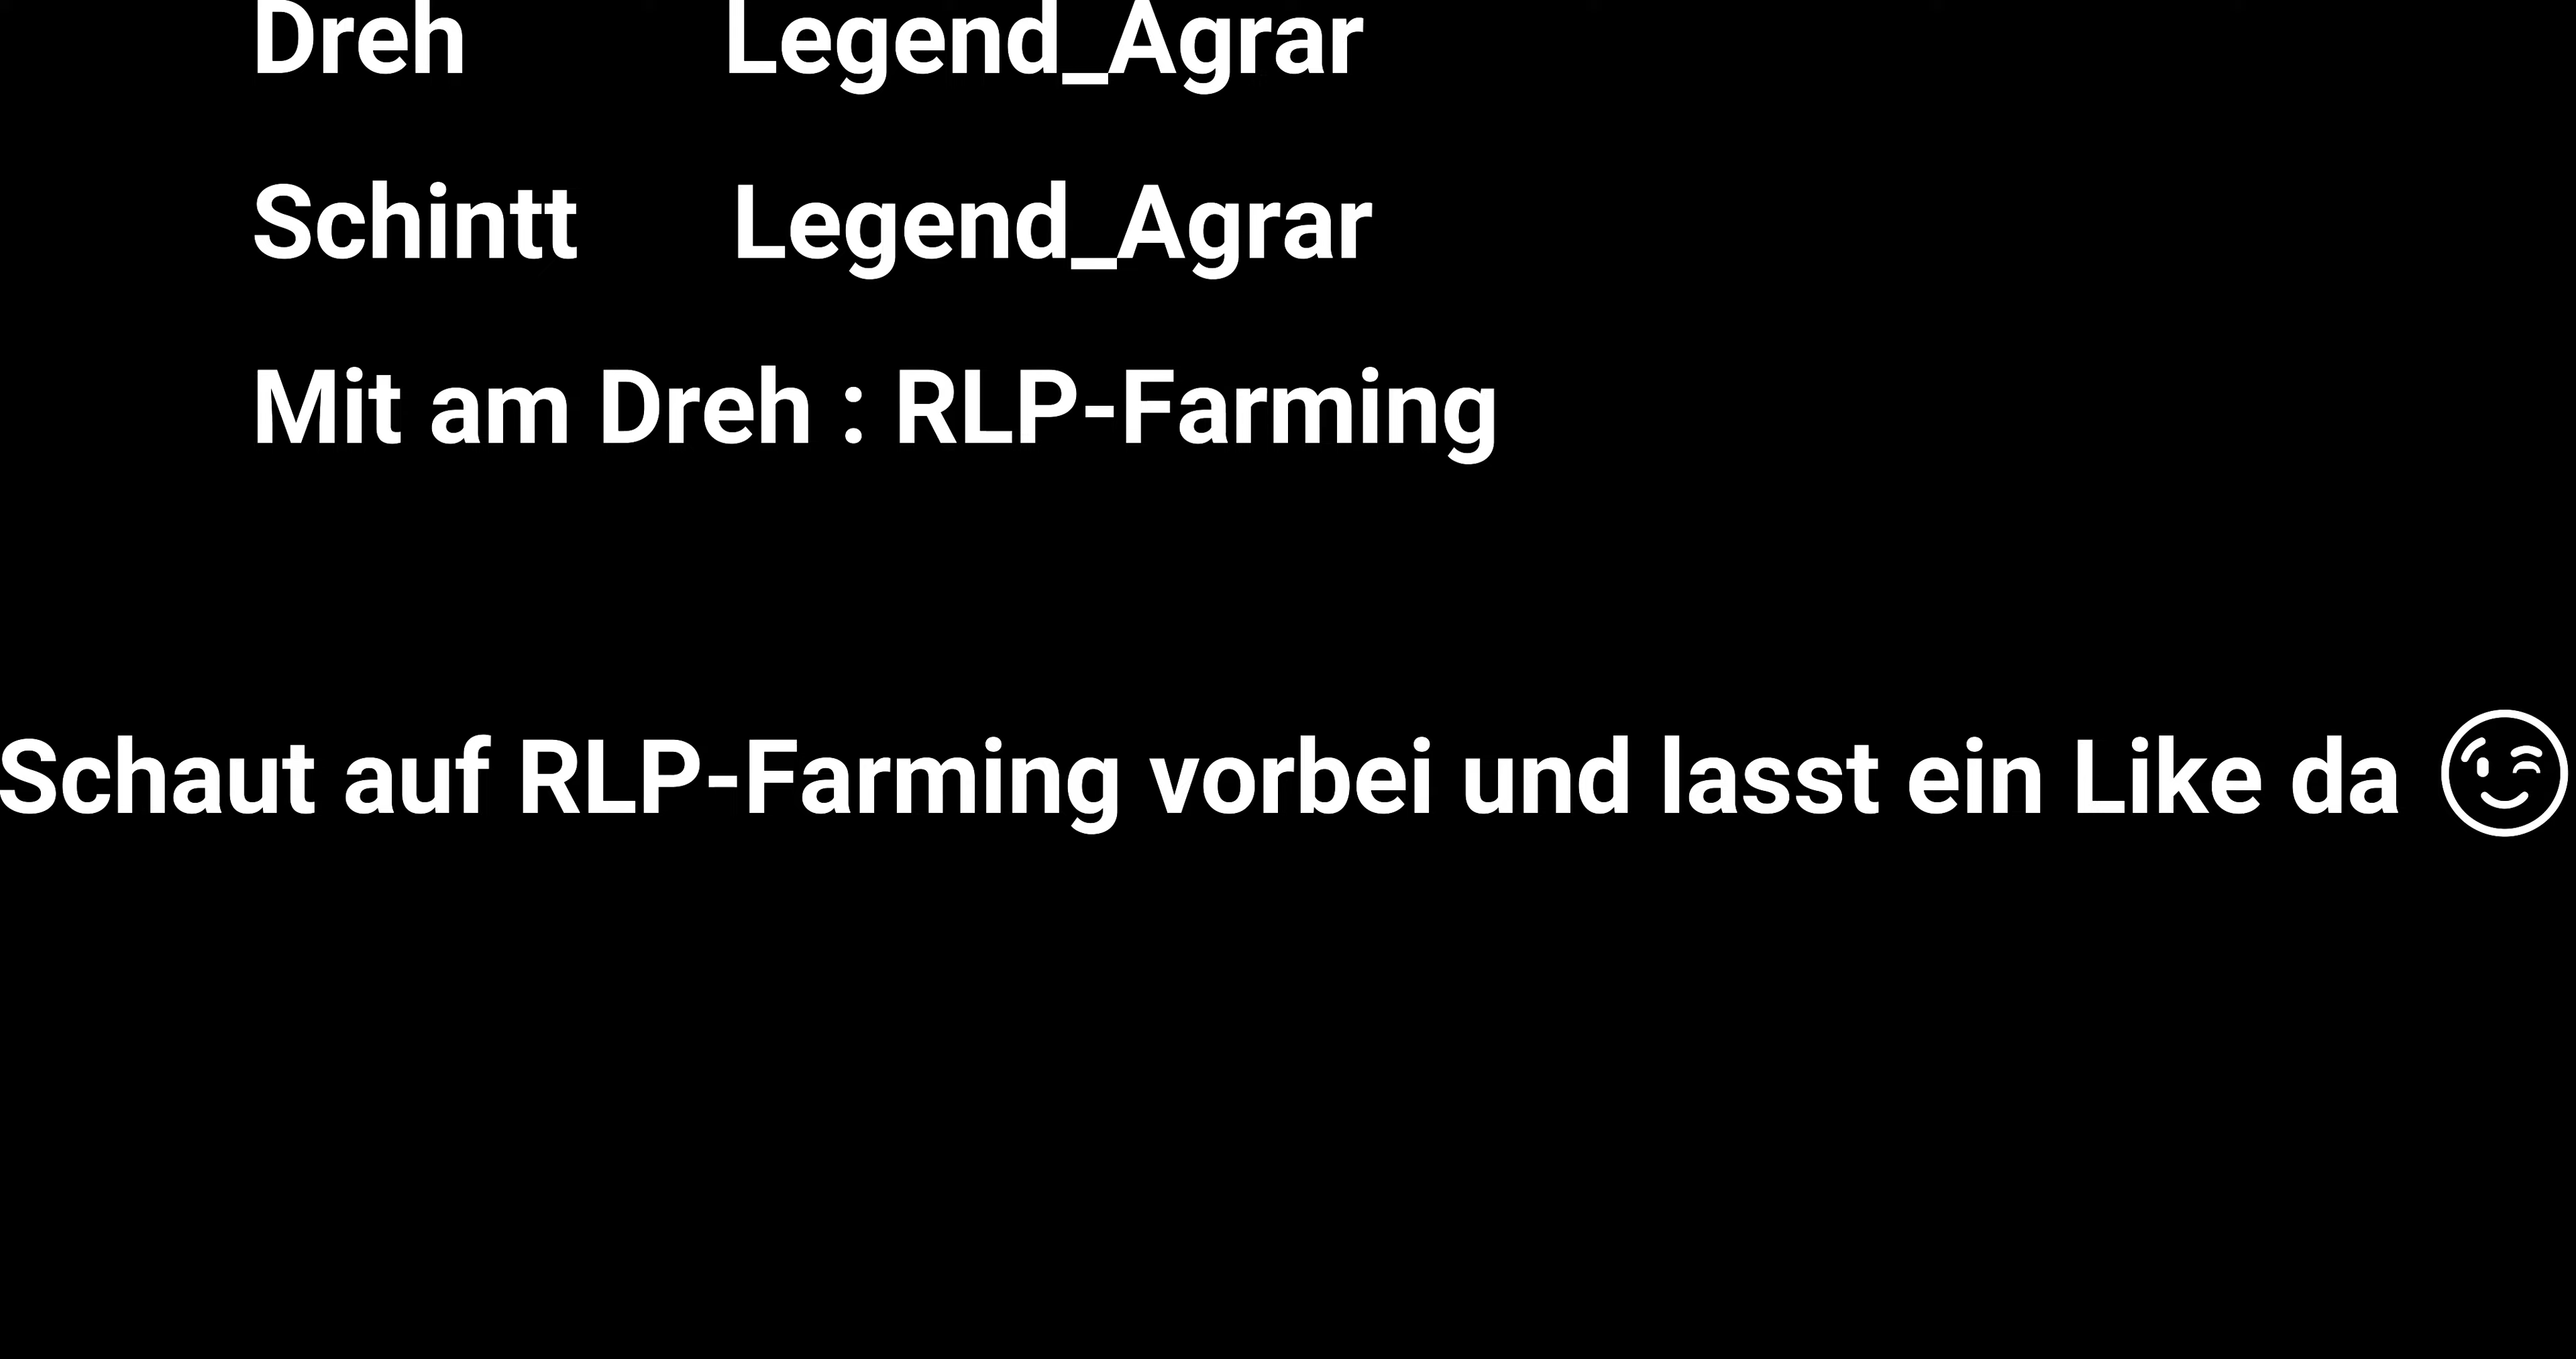 Dreh Legend_Agrar
Schintt Legend_Agrar
Mit am Dreh : RLP-Farming
Schaut auf RLP-Farming vorbei und lasst ein Like da 😉